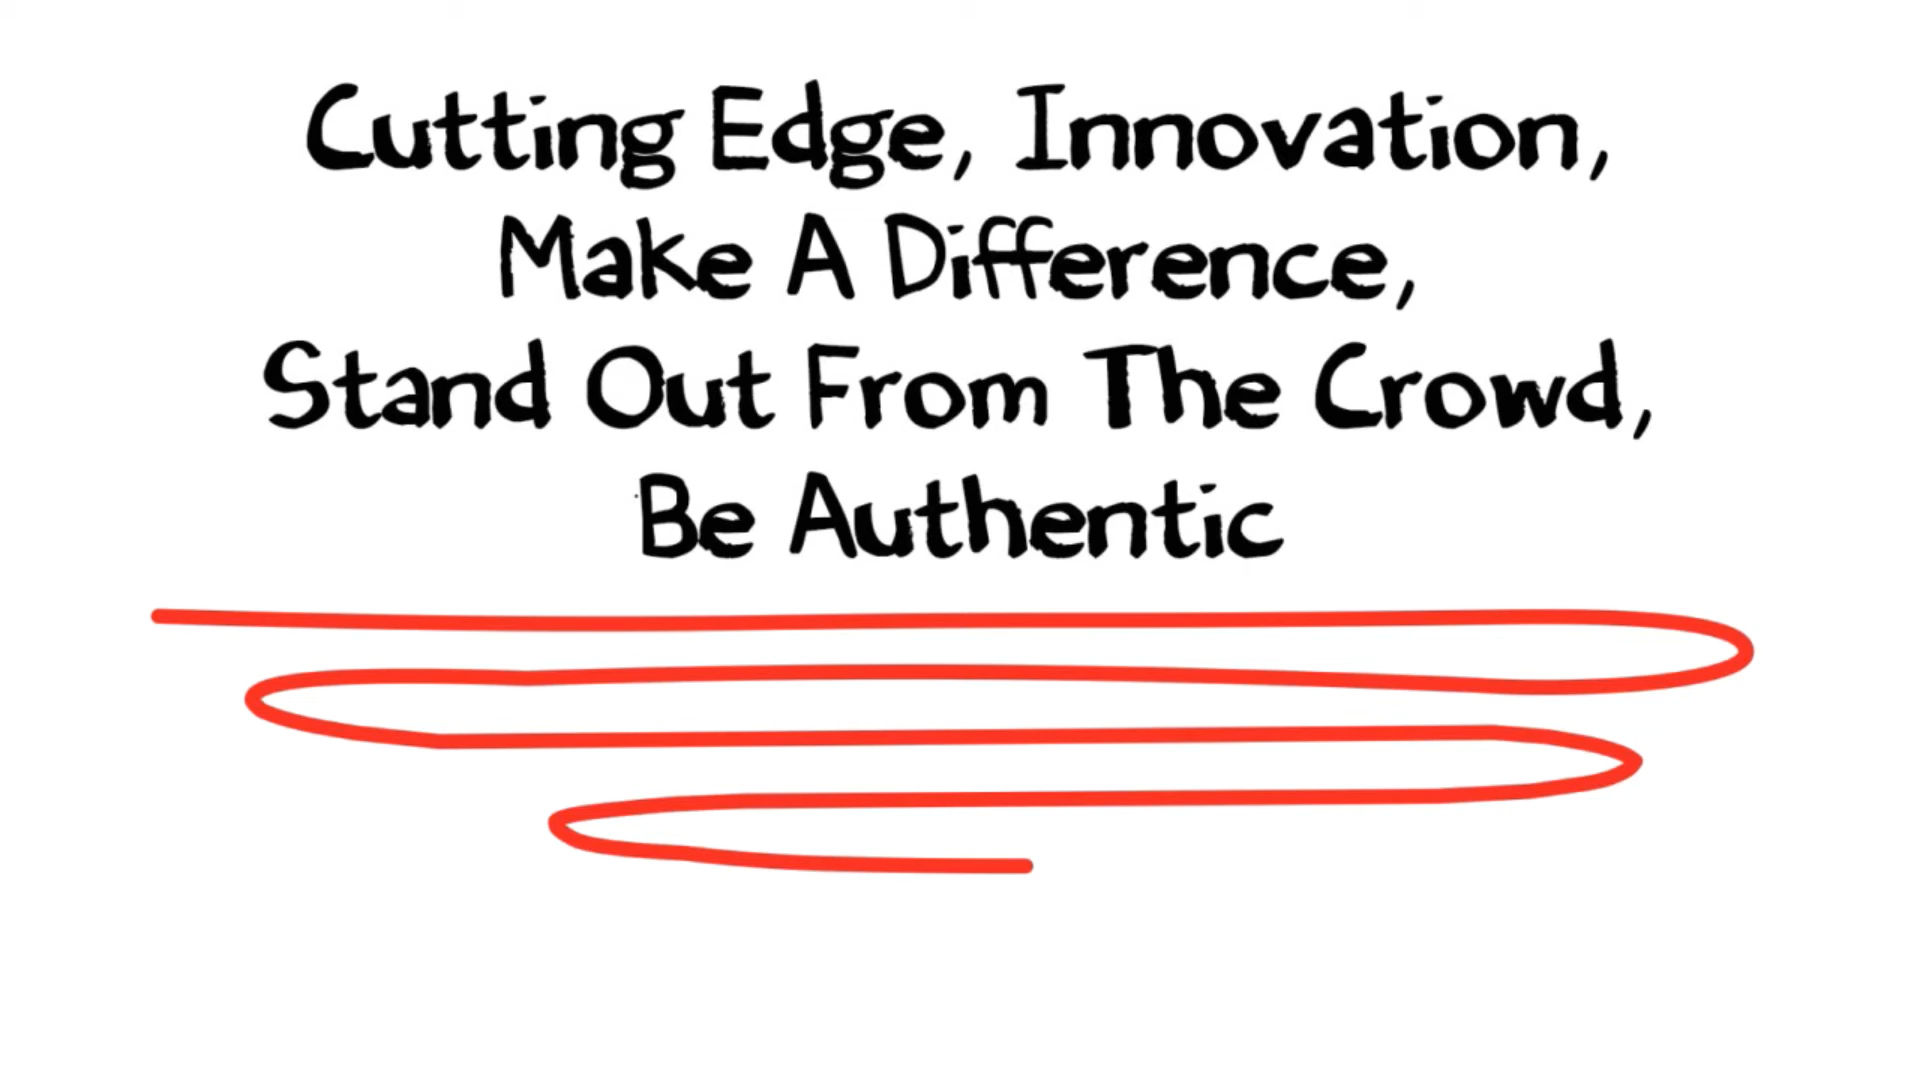 Cutting Edge, Innovation,
Make A Difference,
Stand Out From The Crowd,
Be Authentic